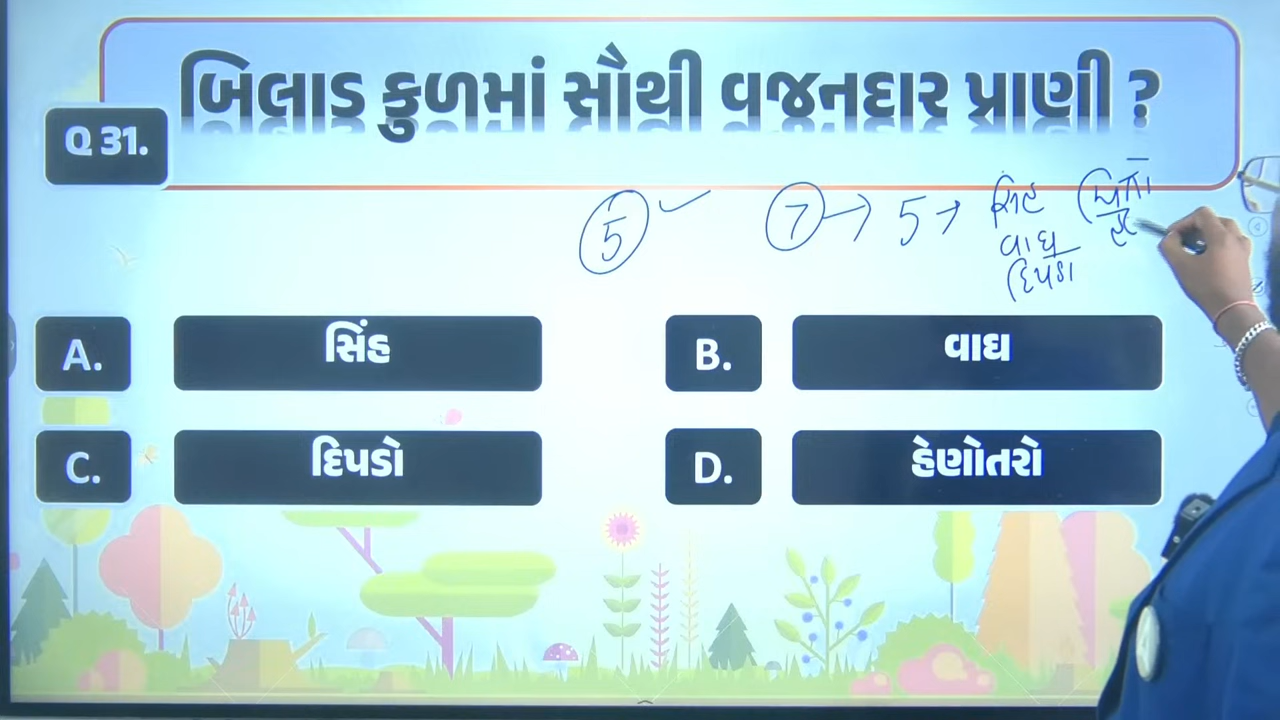 બિલાડ કુળમાં સૌથી વજનદાર પ્રાણી ?
Q 31.
5 7 → 5 → સિંહ ચિત્તો
વાઘ
દિપડો
A. સિંહ
B. વાઘ
C. દિપડો
D. હેણોતરો